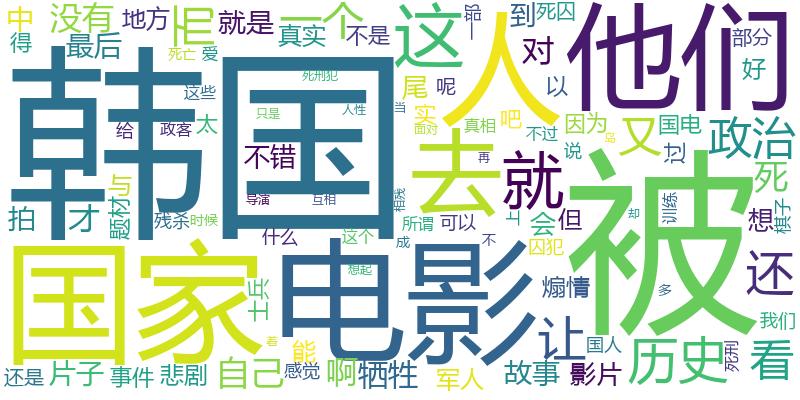 中
没有
地方
就是
一个
这
人
到
死囚
他们
得
最后
死亡
爱
真实
不是
对
以
部分
好
韩国
这些
死刑犯
尾
呢
给
政客
太
只是
人性
当
实
真相
吧
因为
国电
政治
去
面对
不过
说
岛
又
过
不错
再
就
死
拍
才
题材
与
残杀
时候
导演
互相
相残
所谓
可以
上
会
但
训练
想
棋子
却
被
什么
这个
成
不
囚犯
国家
电影
士兵
想起
煽情
多
还
我们
着
能
让
国人
历史
死刑
看
还是
片子
事件
悲剧
自己
感觉
啊
牺牲
军人
故事
影片